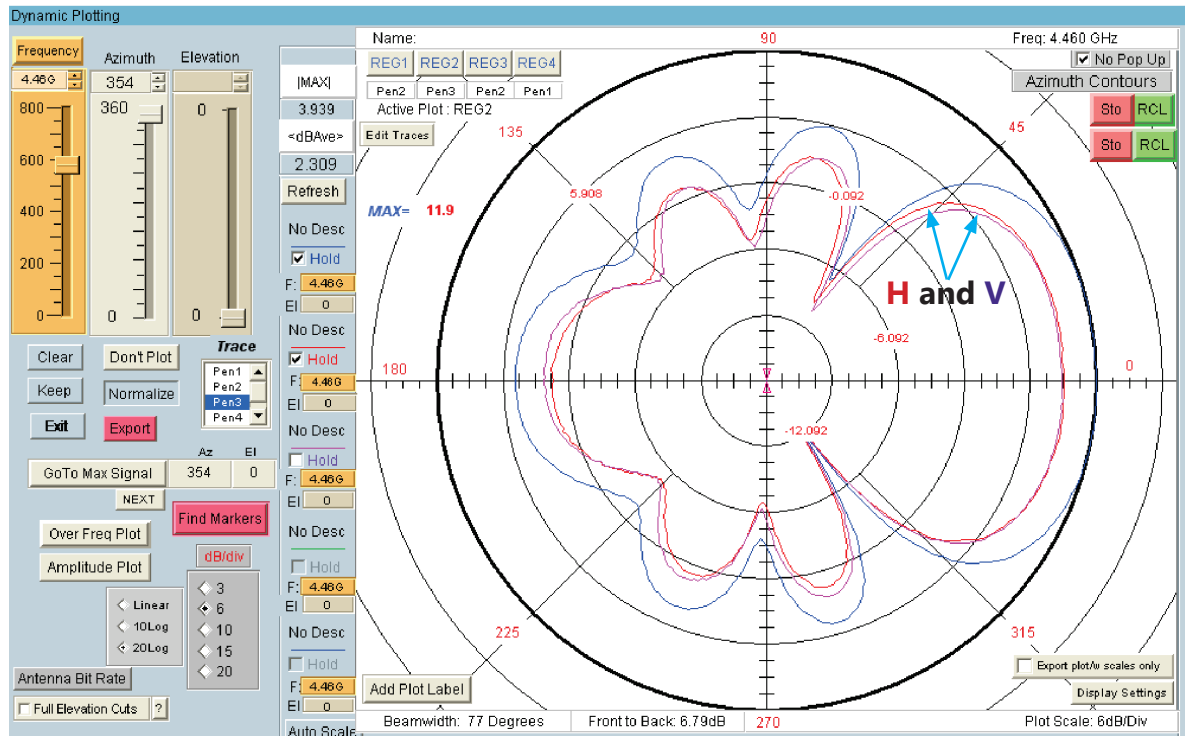 Dynamic Plotting
Frequency
Azimuth
Elevation
4.46G
354
800
600
400
200
0
360
0
0
0
Clear
Don't Plot
Keep
Normalize
Exit
Export
Trace
Pen1
Pen2
Pen3
Pen4
Az El
GoTo Max Signal 354 0
NEXT
Find Markers
Over Freq Plot
Amplitude Plot
dB/div
3
6
10
15
20
Linear
10Log
20Log
Antenna Bit Rate
Full Elevation Cuts ?
|MAX|
3.939
<dBAve>
2.309
Refresh
No Desc
Hold
F: 4.46G
El 0
No Desc
Hold
F: 4.46G
El 0
No Desc
Hold
F: 4.46G
El 0
No Desc
Hold
F: 4.46G
El 0
No Desc
Hold
F: 4.46G
El 0
Auto Scale
Name:
90
Freq: 4.460 GHz
REG1 REG2 REG3 REG4
Pen2 Pen3 Pen2 Pen1
Active Plot : REG2
Edit Traces
No Pop Up
Azimuth Contours
Sto RCL
Sto RCL
135
45
MAX= 11.9
5.908
-0.092
H and V
-6.092
180
0
-12.092
225
315
Export plot/w scales only
Add Plot Label
Display Settings
Beamwidth: 77 Degrees
Front to Back: 6.79dB
270
Plot Scale: 6dB/Div